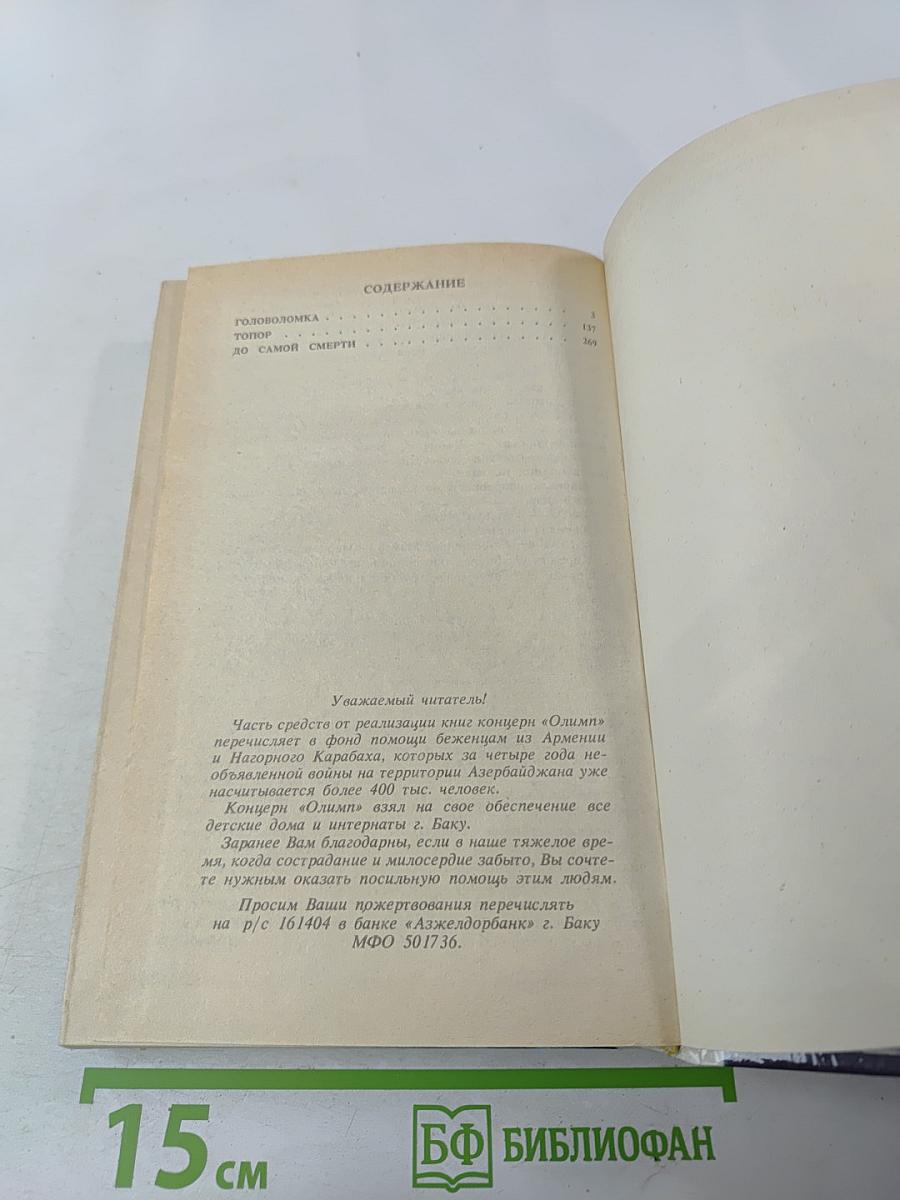 СОДЕРЖАНИЕ
ГОЛОВОЛОМКА . . . . . . . . . . . . . . . . . 3
ТОПОР . . . . . . . . . . . . . . . . . . . 137
ДО САМОЙ СМЕРТИ . . . . . . . . . . . . . . 269
Уважаемый читатель!
Часть средств от реализации книг концерн «Олимп»
перечисляет в фонд помощи беженцам из Армении
и Нагорного Карабаха, которых за четыре года не-
объявленной войны на территории Азербайджана уже
насчитывается более 400 тыс. человек.
Концерн «Олимп» взял на свое обеспечение все
детские дома и интернаты г. Баку.
Заранее Вам благодарны, если в наше тяжелое вре-
мя, когда сострадание и милосердие забыто, Вы сочте-
те нужным оказать посильную помощь этим людям.
Просим Ваши пожертвования перечислять
на р/с 161404 в банке «Азжелдорбанк» г. Баку
МФО 501736.
15 см
БФ БИБЛИОФАН